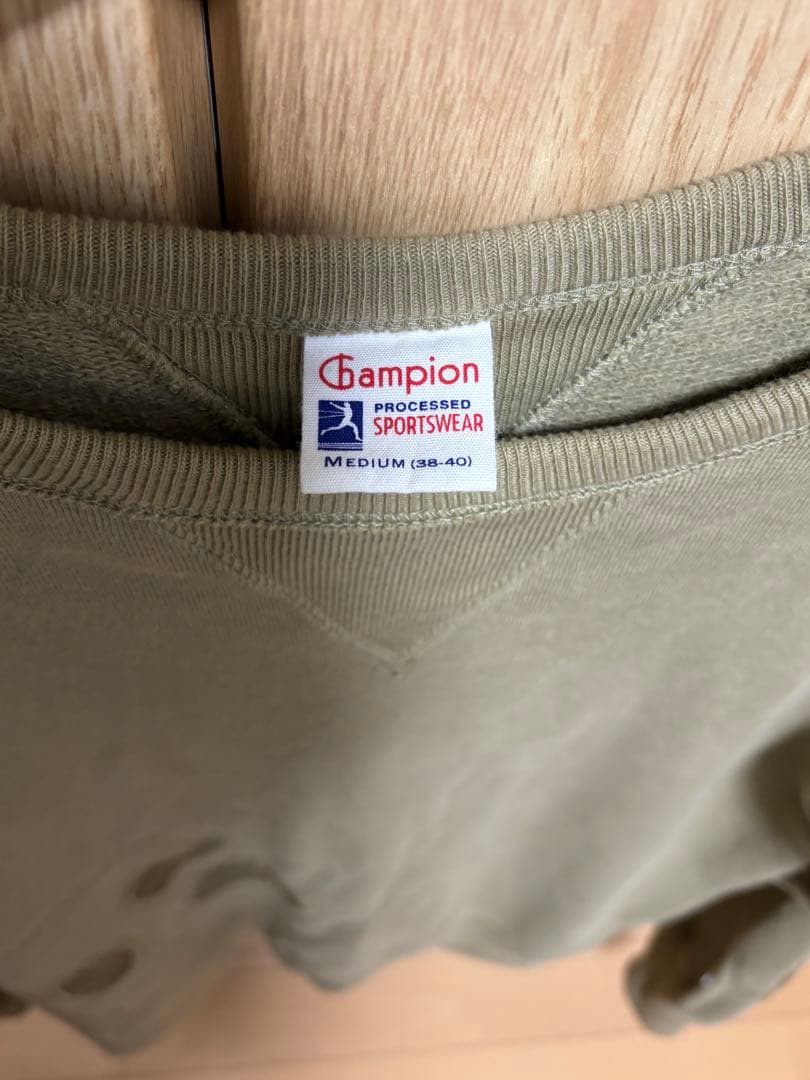 Champion
PROCESSED
SPORTSWEAR
MEDIUM (38-40)